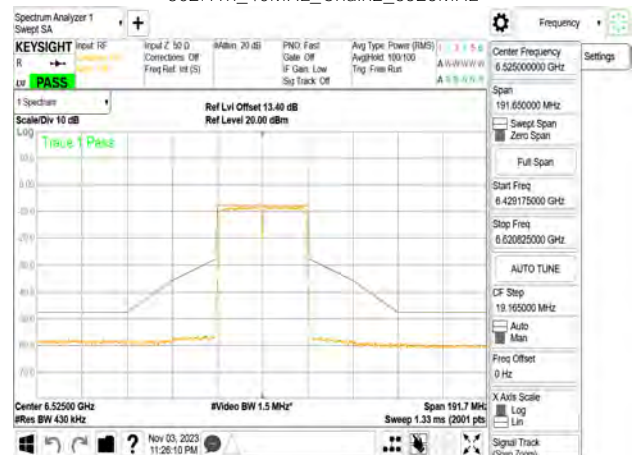 Spectrum Analyzer 1
Swept SA
+
Frequency
KEYSIGHT
Input: RF
Input Z: 50 Ω
#Atten: 20 dB
PNO: Fast
Avg Type: Power (RMS)
R
Corrections: Off
Gate: Off
Avg|Hold: 100/100
Freq Ref: Int (S)
IF Gain: Low
Trig: Free Run
Sig Track: Off
PASS
Center Frequency
6.525000000 GHz
Settings
Span
191.650000 MHz
Swept Span
Zero Span
Full Span
Start Freq
6.429175000 GHz
Stop Freq
6.620825000 GHz
AUTO TUNE
CF Step
19.165000 MHz
Auto
Man
Freq Offset
0 Hz
X Axis Scale
Log
Lin
Signal Track
(Span Zoom)
1 Spectrum
Ref Lvl Offset 13.40 dB
Scale/Div 10 dB
Ref Level 20.00 dBm
Log
Trace 1 Pass
Center 6.52500 GHz
#Video BW 1.5 MHz*
Span 191.7 MHz
#Res BW 430 kHz
Sweep 1.33 ms (2001 pts
?
Nov 03, 2023
11:26:10 PM